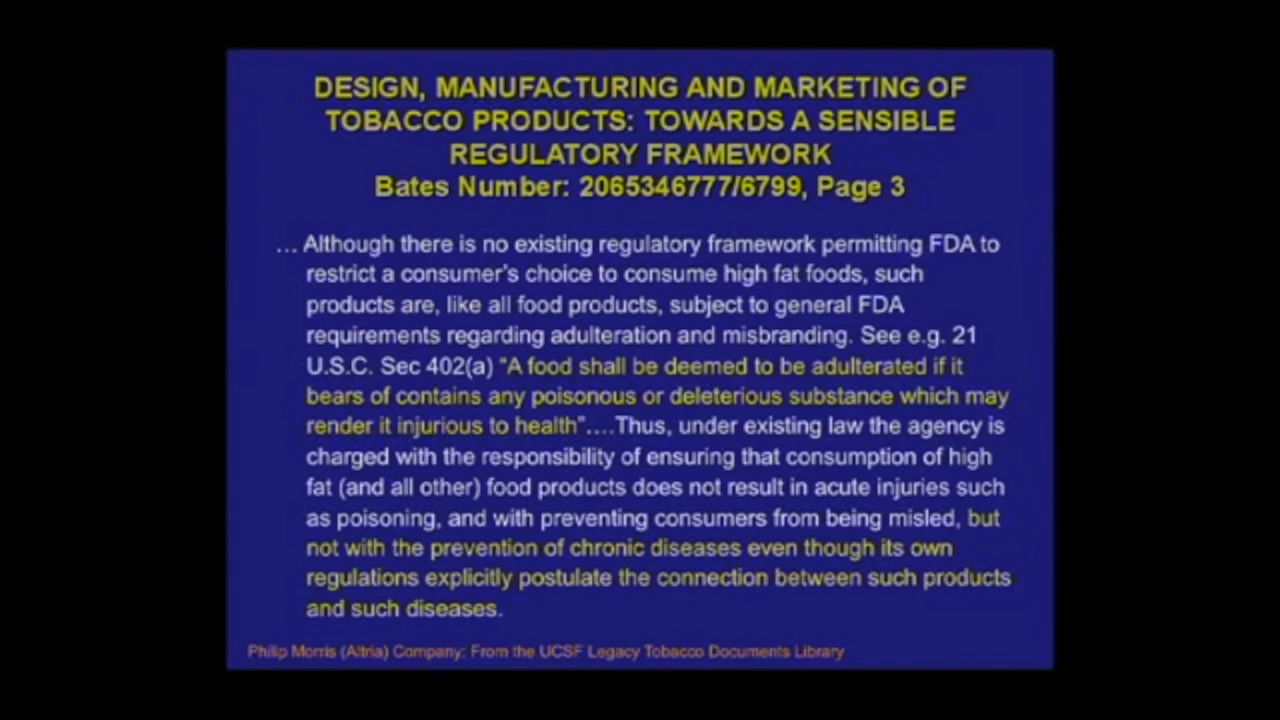 DESIGN, MANUFACTURING AND MARKETING OF
TOBACCO PRODUCTS: TOWARDS A SENSIBLE
REGULATORY FRAMEWORK
Bates Number: 2065346777/6799, Page 3
... Although there is no existing regulatory framework permitting FDA to
restrict a consumer's choice to consume high fat foods, such
products are, like all food products, subject to general FDA
requirements regarding adulteration and misbranding. See e.g. 21
U.S.C. Sec 402(a) "A food shall be deemed to be adulterated if it
bears of contains any poisonous or deleterious substance which may
render it injurious to health"....Thus, under existing law the agency is
charged with the responsibility of ensuring that consumption of high
fat (and all other) food products does not result in acute injuries such
as poisoning, and with preventing consumers from being misled, but
not with the prevention of chronic diseases even though its own
regulations explicitly postulate the connection between such products
and such diseases.
Philip Morris (Altria) Company: From the UCSF Legacy Tobacco Documents Library